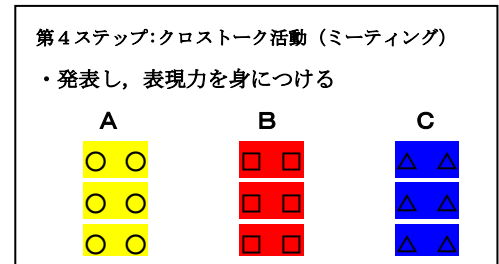 第４ステップ：クロストーク活動（ミーティング）
・発表し，表現力を身につける
A B C
○ ○ □ □ △ △
○ ○ □ □ △ △
○ ○ □ □ △ △